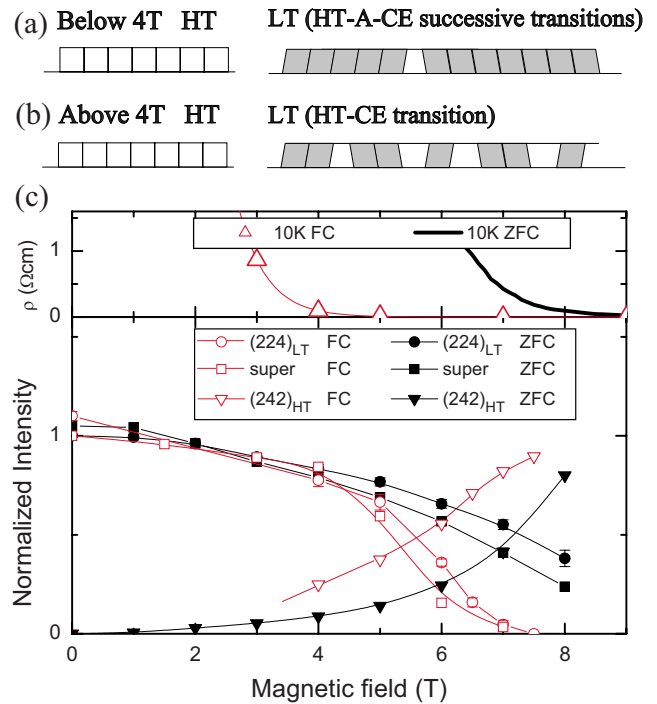 (a) Below 4T HT LT (HT-A-CE successive transitions)
(b) Above 4T HT LT (HT-CE transition)
(c)
10K FC 10K ZFC
ρ (Ωcm)
1
0
(224)LT FC (224)LT ZFC
super FC super ZFC
(242)HT FC (242)HT ZFC
Normalized Intensity
1
0
0 2 4 6 8
Magnetic field (T)